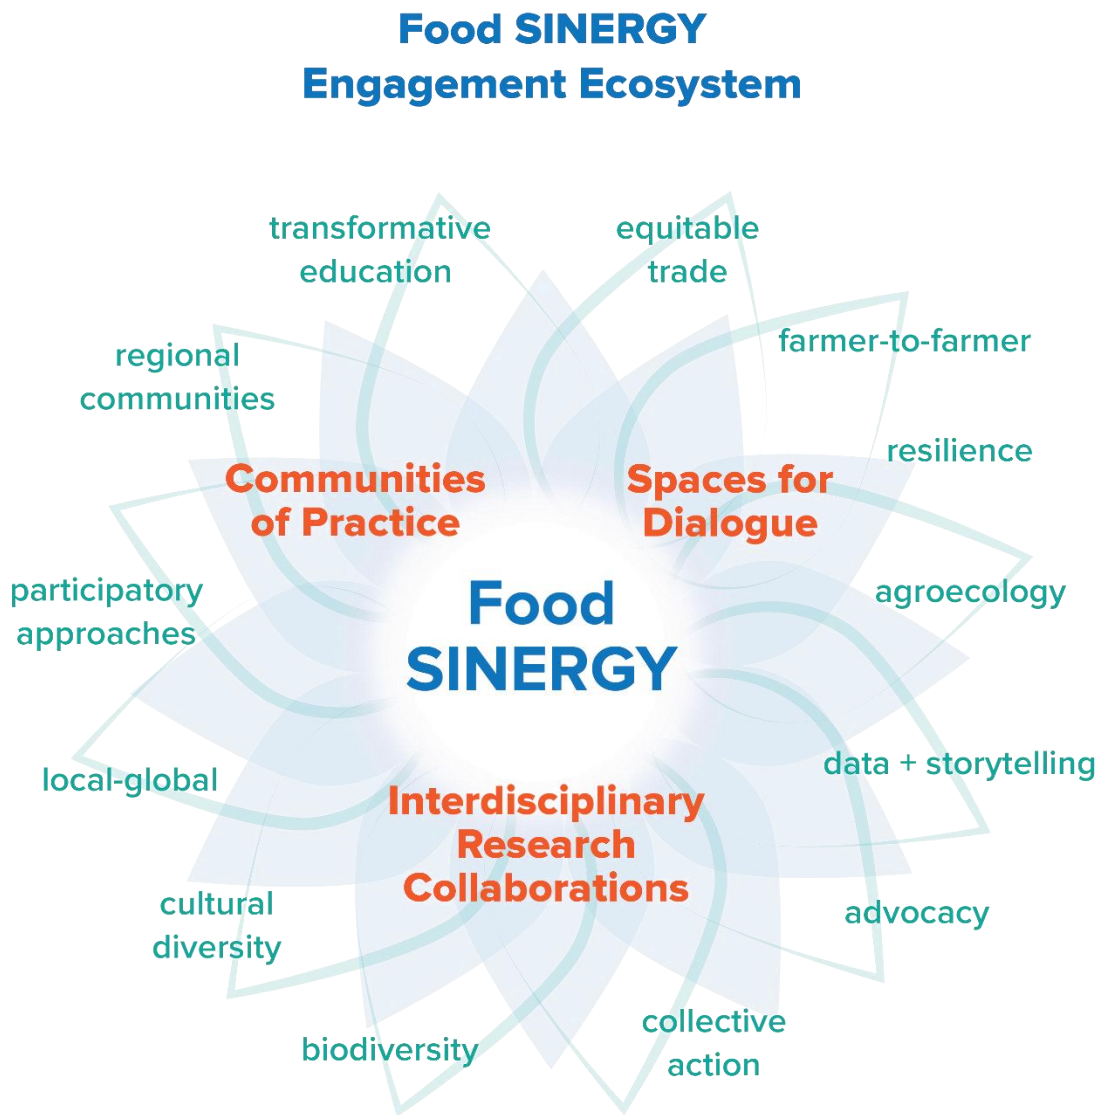 Food SINERGY
Engagement Ecosystem
transformative
education
equitable
trade
regional
communities
farmer-to-farmer
resilience
Communities
of Practice
Spaces for
Dialogue
participatory
approaches
Food
SINERGY
agroecology
local-global
data + storytelling
Interdisciplinary
Research
Collaborations
cultural
diversity
advocacy
biodiversity
collective
action